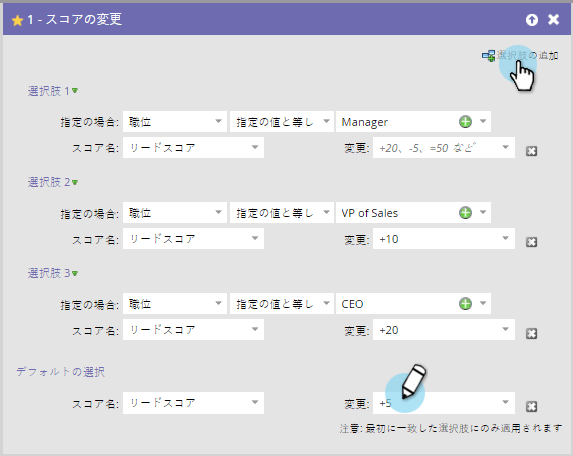 1 - スコアの変更
選択肢の追加
選択肢 1
指定の場合: 職位 指定の値と等し Manager
スコア名: リードスコア 変更: +20、-5、=50 など
選択肢 2
指定の場合: 職位 指定の値と等し VP of Sales
スコア名: リードスコア 変更: +10
選択肢 3
指定の場合: 職位 指定の値と等し CEO
スコア名: リードスコア 変更: +20
デフォルトの選択
スコア名: リードスコア 変更: +5
注意: 最初に一致した選択肢にのみ適用されます